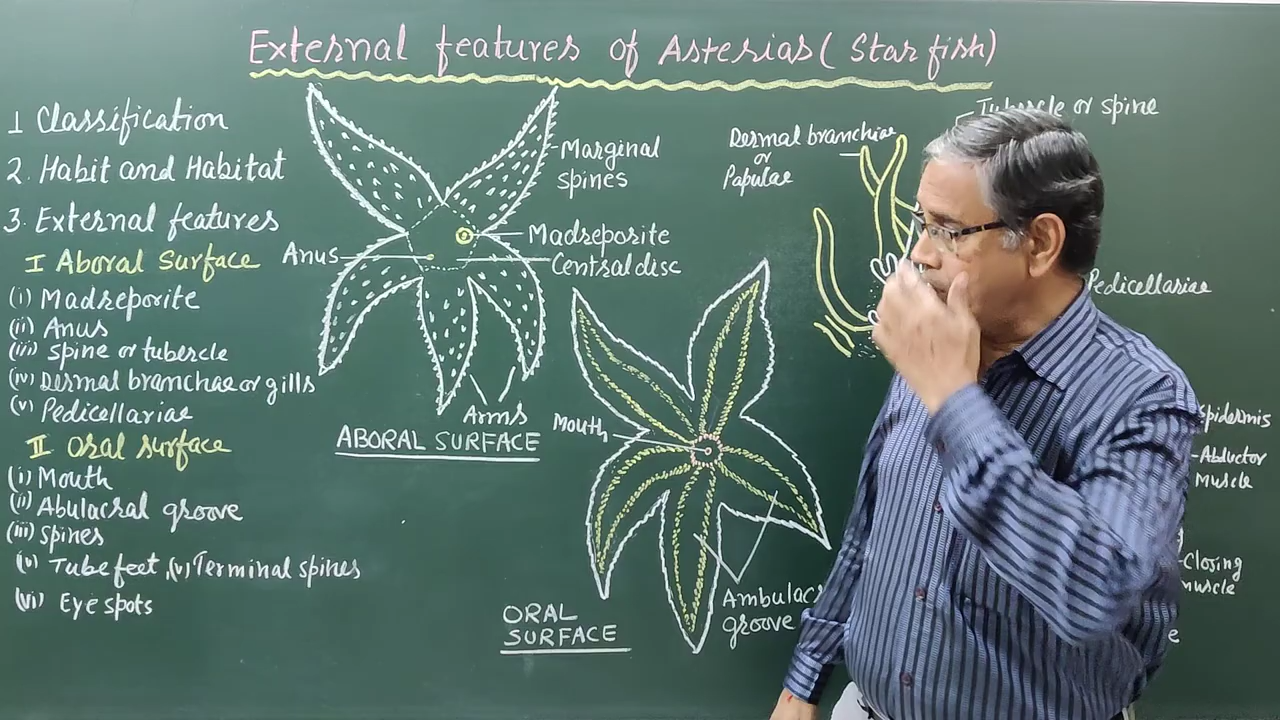 External features of Asterias (Star fish)
1 Classification
2. Habit and Habitat
3. External features
I Aboral Surface
(i) Madreporite
(ii) Anus
(iii) spine or tubercle
(iv) Dermal branchae or gills
(v) Pedicellariae
II Oral surface
(i) Mouth
(ii) Abulacral groove
(iii) spines
(v) Tube feet, (v) Terminal spines
(vi) Eye spots
Marginal
spines
Madreporite
Central disc
Anus
Arms
ABORAL SURFACE
Mouth
Ambulacr
groove
ORAL
SURFACE
Tubercle or spine
Dermal branchiae
or
Papulae
Pedicellariae
epidermis
Abductor
Muscle
Closing
muscle